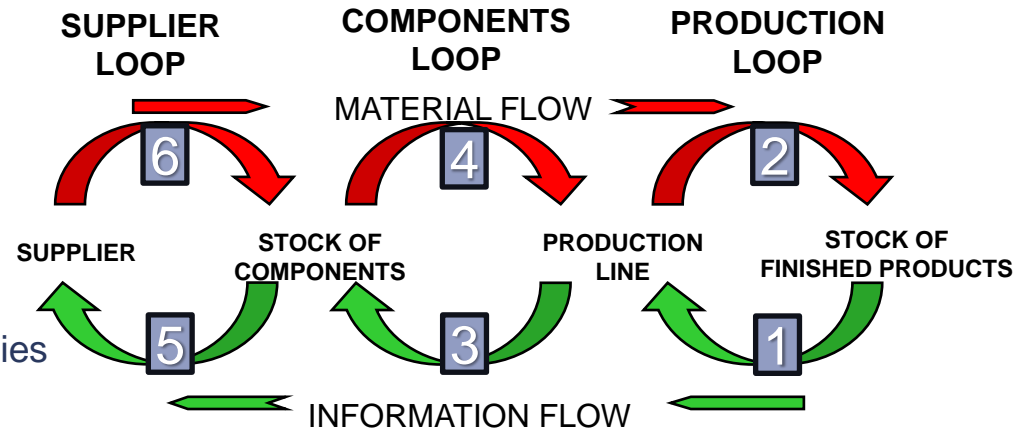 SUPPLIER
LOOP
COMPONENTS
LOOP
PRODUCTION
LOOP
MATERIAL FLOW
6
4
2
SUPPLIER
STOCK OF
COMPONENTS
PRODUCTION
LINE
STOCK OF
FINISHED PRODUCTS
ies
5
3
1
INFORMATION FLOW